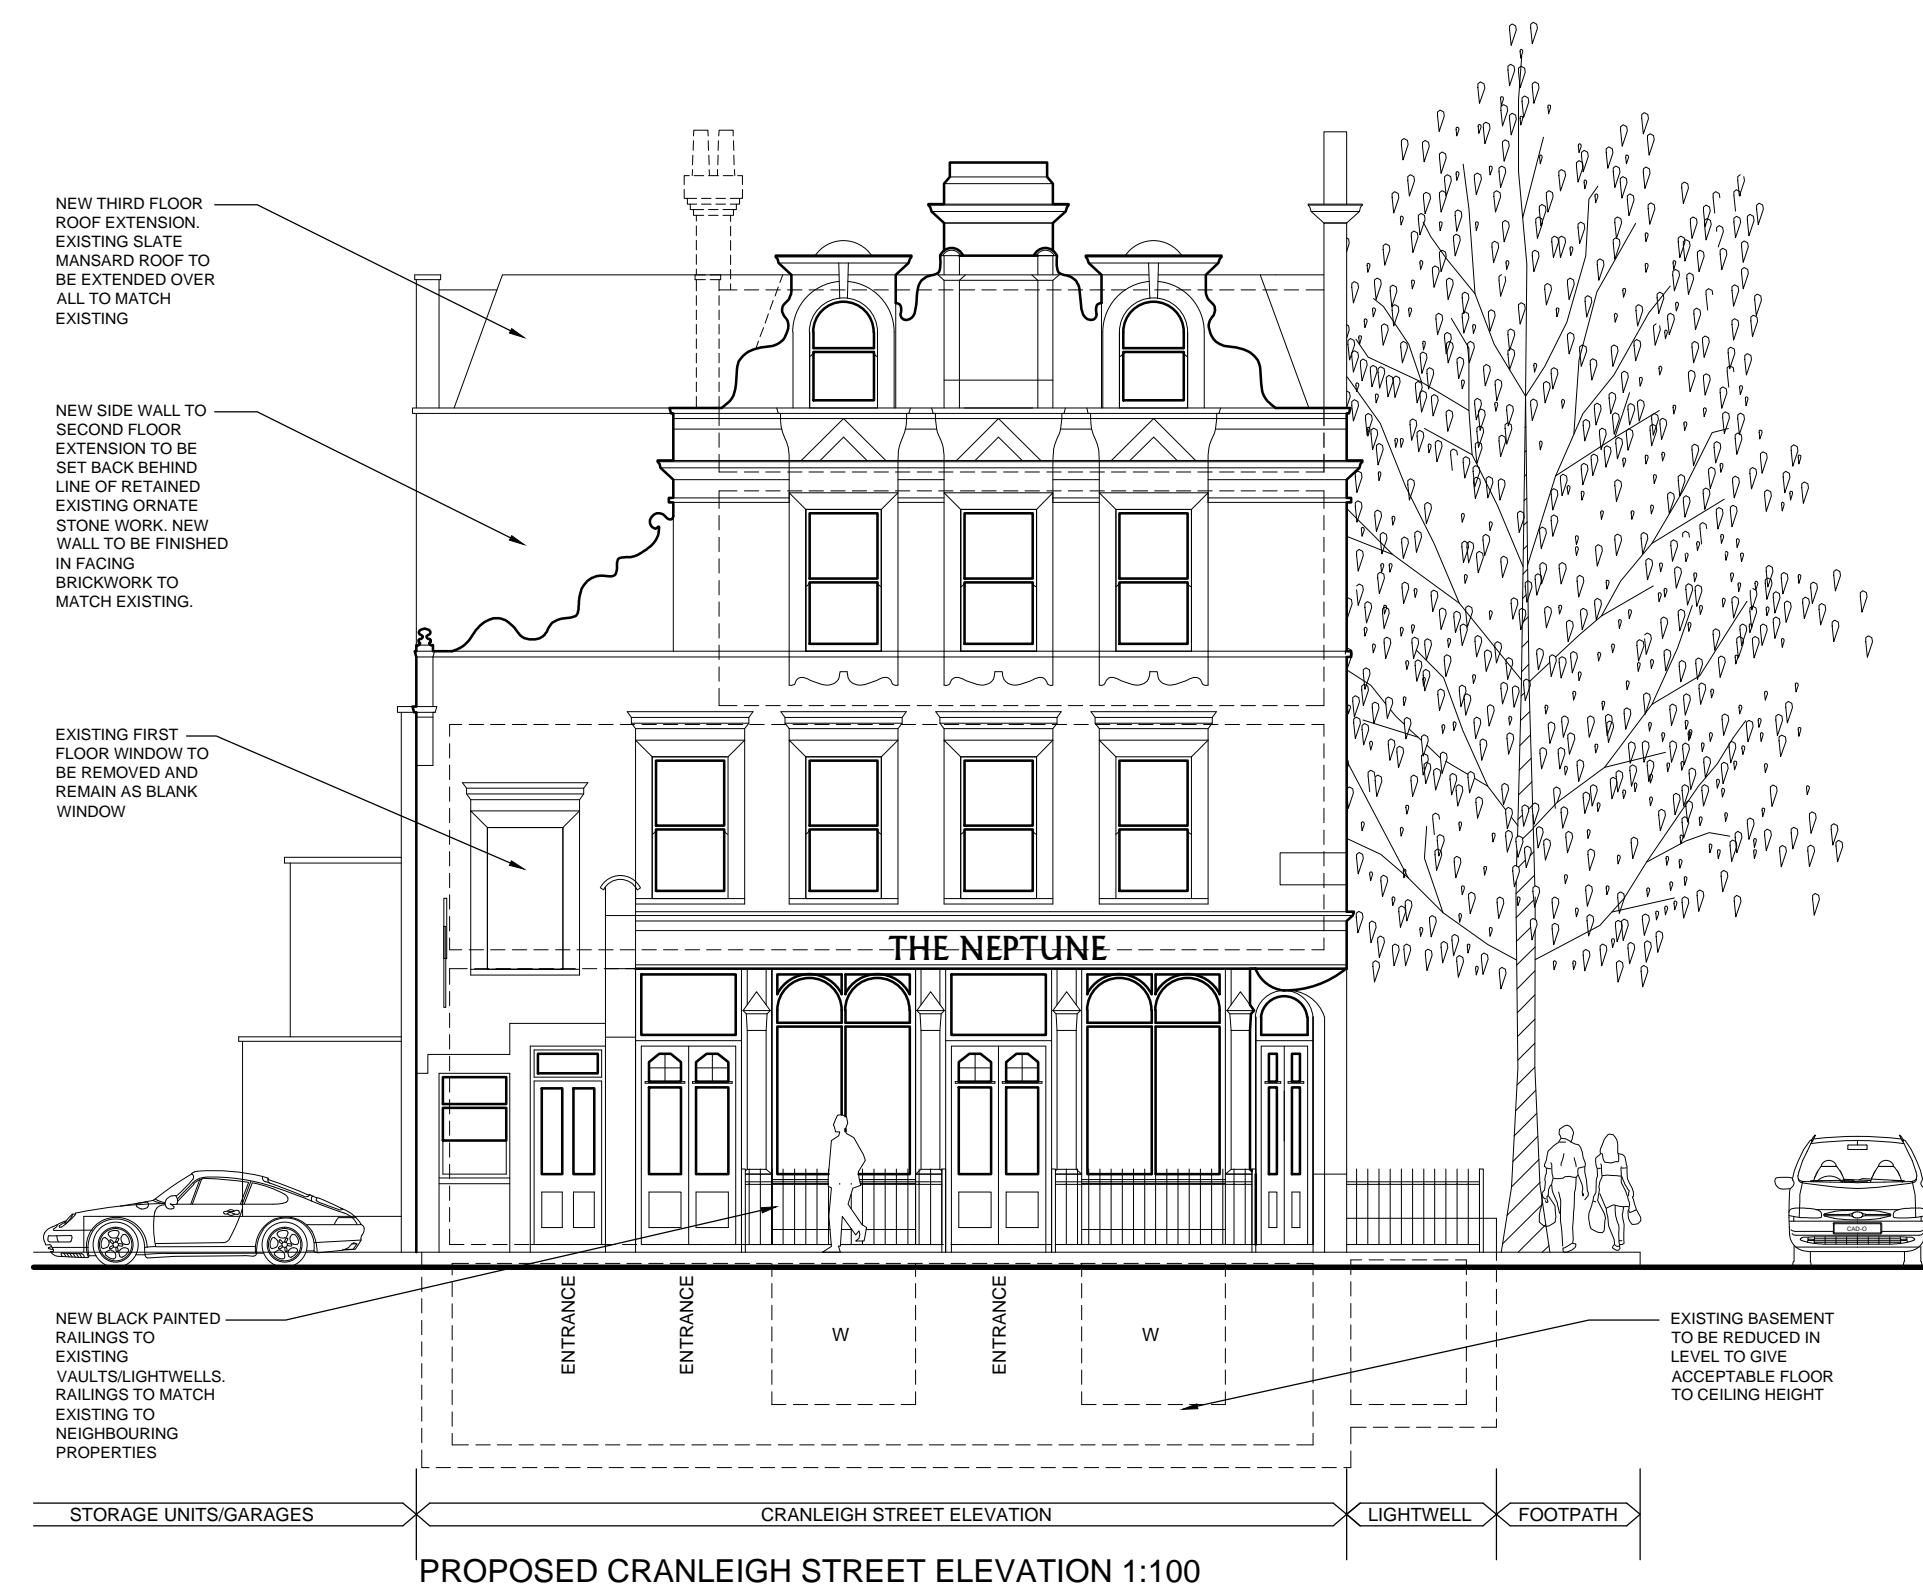 NEW THIRD FLOOR
ROOF EXTENSION.
EXISTING SLATE
MANSARD ROOF TO
BE EXTENDED OVER
ALL TO MATCH
EXISTING
NEW SIDE WALL TO
SECOND FLOOR
EXTENSION TO BE
SET BACK BEHIND
LINE OF RETAINED
EXISTING ORNATE
STONE WORK. NEW
WALL TO BE FINISHED
IN FACING
BRICKWORK TO
MATCH EXISTING.
EXISTING FIRST
FLOOR WINDOW TO
BE REMOVED AND
REMAIN AS BLANK
WINDOW
THE NEPTUNE
CAD-O
NEW BLACK PAINTED
RAILINGS TO
EXISTING
VAULTS/LIGHTWELLS.
RAILINGS TO MATCH
EXISTING TO
NEIGHBOURING
PROPERTIES
ENTRANCE
ENTRANCE
W
ENTRANCE
W
EXISTING BASEMENT
TO BE REDUCED IN
LEVEL TO GIVE
ACCEPTABLE FLOOR
TO CEILING HEIGHT
STORAGE UNITS/GARAGES
CRANLEIGH STREET ELEVATION
LIGHTWELL
FOOTPATH
PROPOSED CRANLEIGH STREET ELEVATION 1:100